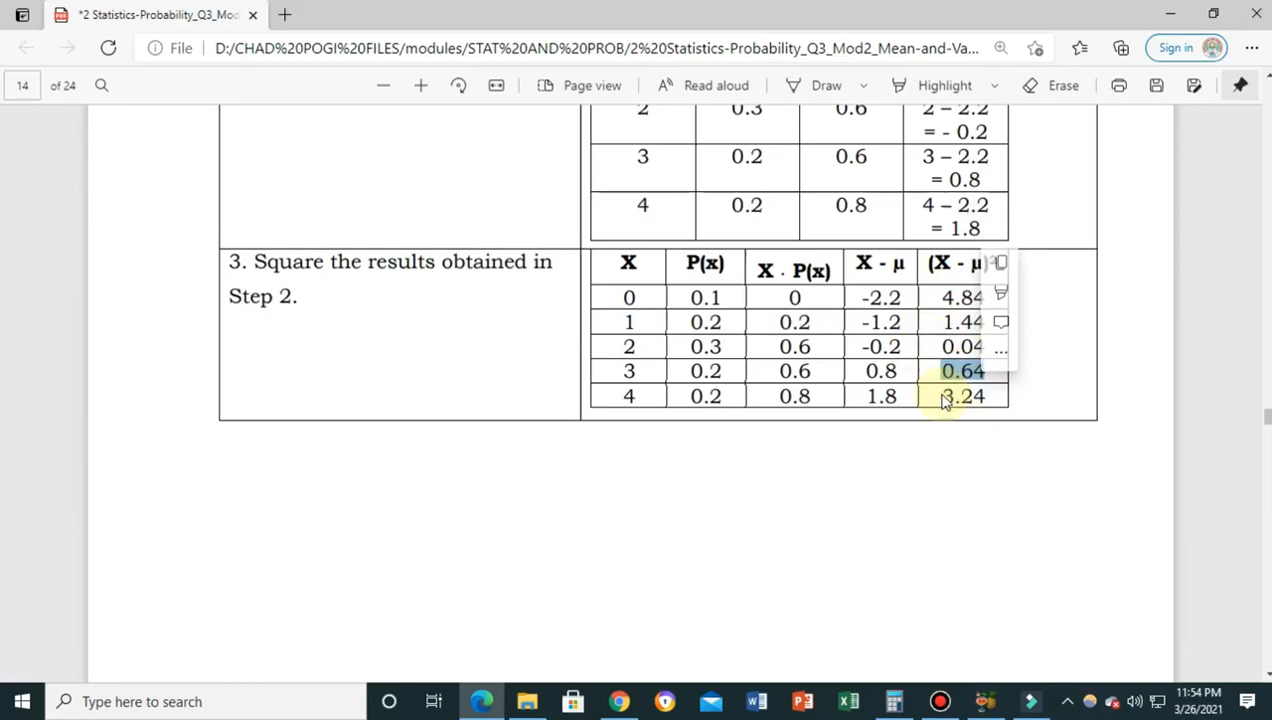 *2 Statistics-Probability_Q3_Mod
File
D:/CHAD%20POGI%20FILES/modules/STAT%20AND%20PROB/2%20Statistics-Probability_Q3_Mod2_Mean-and-Va...
Sign in
14 of 24
Page view
Read aloud
Draw
Highlight
Erase
2 0.3 0.6 2 – 2.2
= - 0.2
3 0.2 0.6 3 – 2.2
= 0.8
4 0.2 0.8 4 – 2.2
= 1.8
3. Square the results obtained in
Step 2.
X P(x) X · P(x) X - µ (X - µ)²
0 0.1 0 -2.2 4.84
1 0.2 0.2 -1.2 1.44
2 0.3 0.6 -0.2 0.04
3 0.2 0.6 0.8 0.64
4 0.2 0.8 1.8 3.24
Type here to search
11:54 PM
3/26/2021